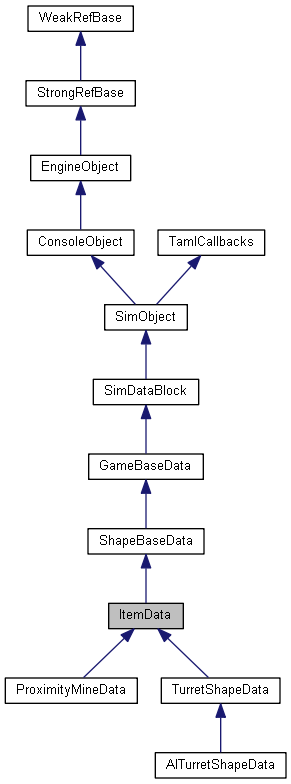 WeakRefBase
StrongRefBase
EngineObject
ConsoleObject
TamlCallbacks
SimObject
SimDataBlock
GameBaseData
ShapeBaseData
ItemData
ProximityMineData
TurretShapeData
AITurretShapeData